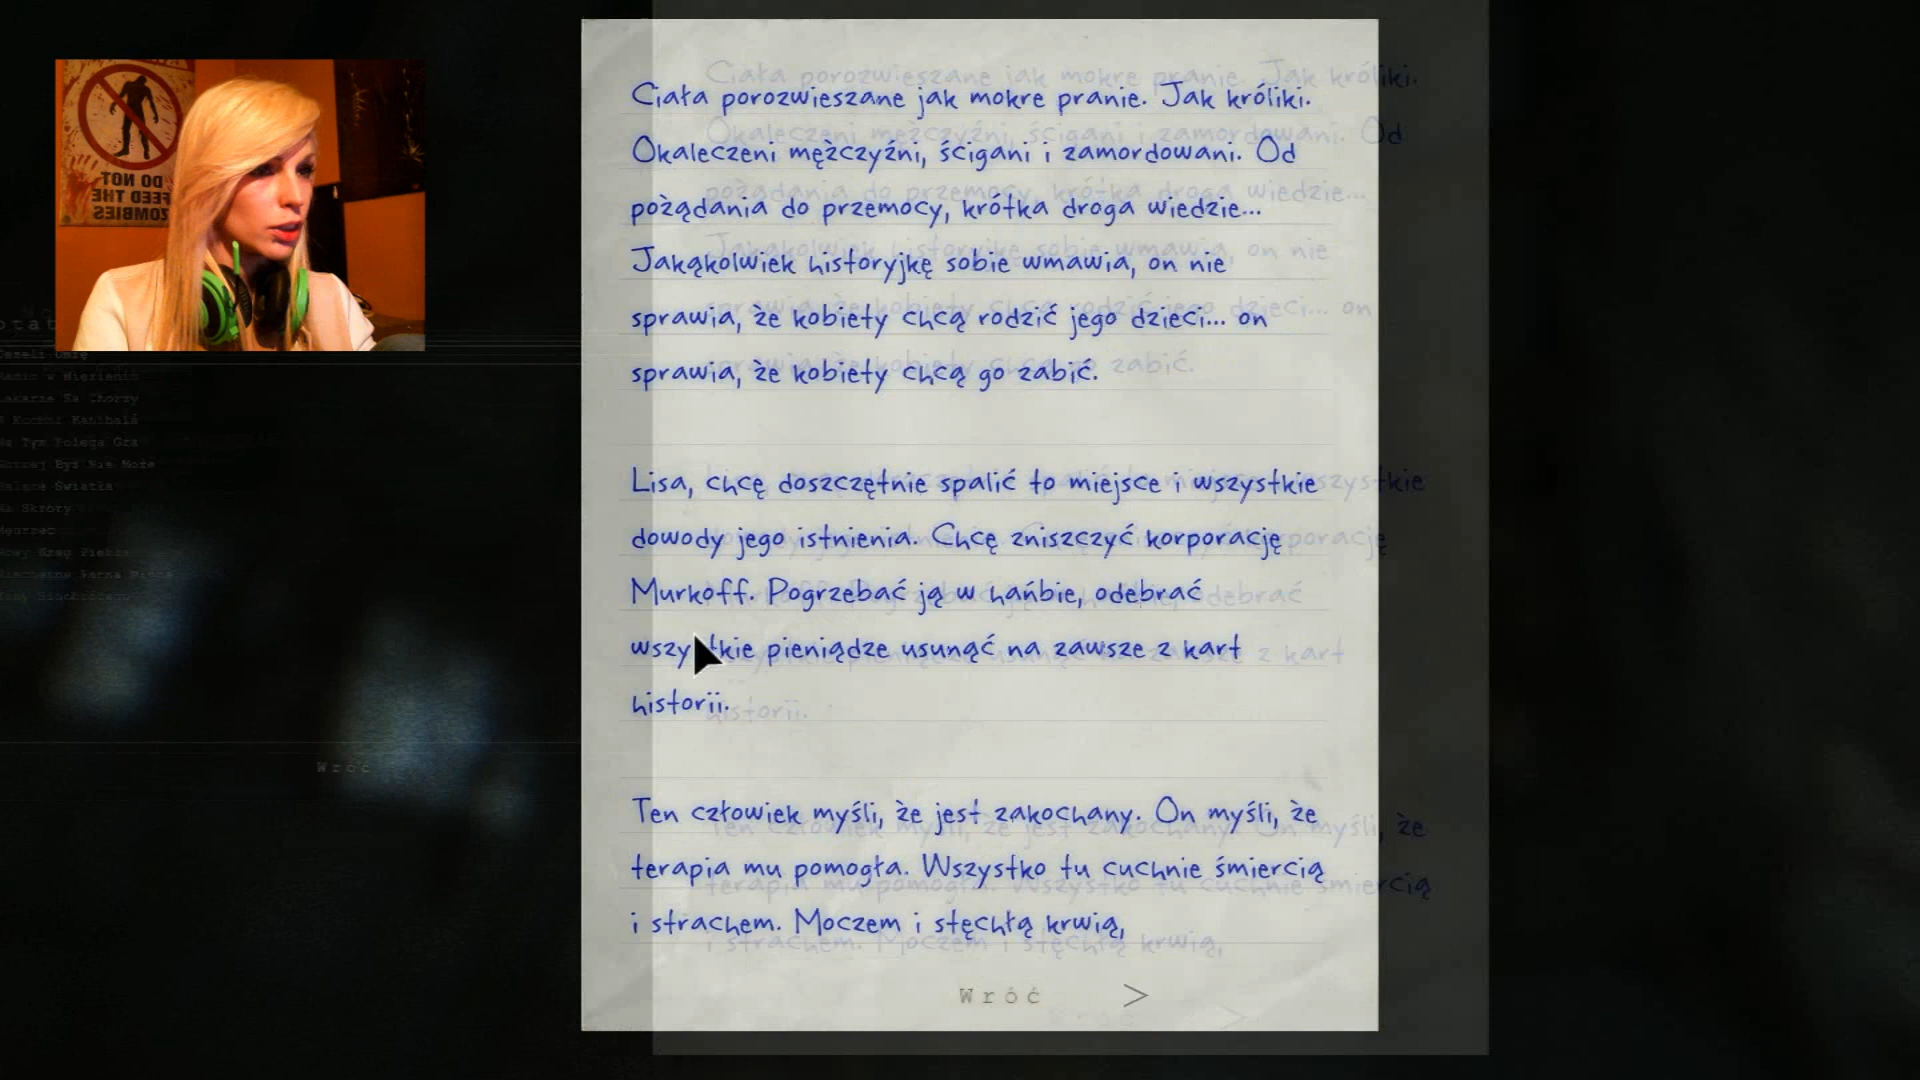 Ciała porozwieszane jak mokre pranie. Jak króliki.
Okaleczeni mężczyźni, ścigani i zamordowani. Od
pożądania do przemocy, krótka droga wiedzie...
Jakąkolwiek historyjkę sobie wmawia, on nie
sprawia, że kobiety chcą rodzić jego dzieci... on
sprawia, że kobiety chcą go zabić.
Lisa, chcę doszczętnie spalić to miejsce i wszystkie
dowody jego istnienia. Chcę zniszczyć korporację
Murkoff. Pogrzebać ją w hańbie, odebrać
wszystkie pieniądze usunąć na zawsze z kart
historii.
Ten człowiek myśli, że jest zakochany. On myśli, że
terapia mu pomogła. Wszystko tu cuchnie śmiercią
i strachem. Moczem i stęchłą krwią,
Wróć >
DO NOT
FEED THE
ZOMBIES
Wróć